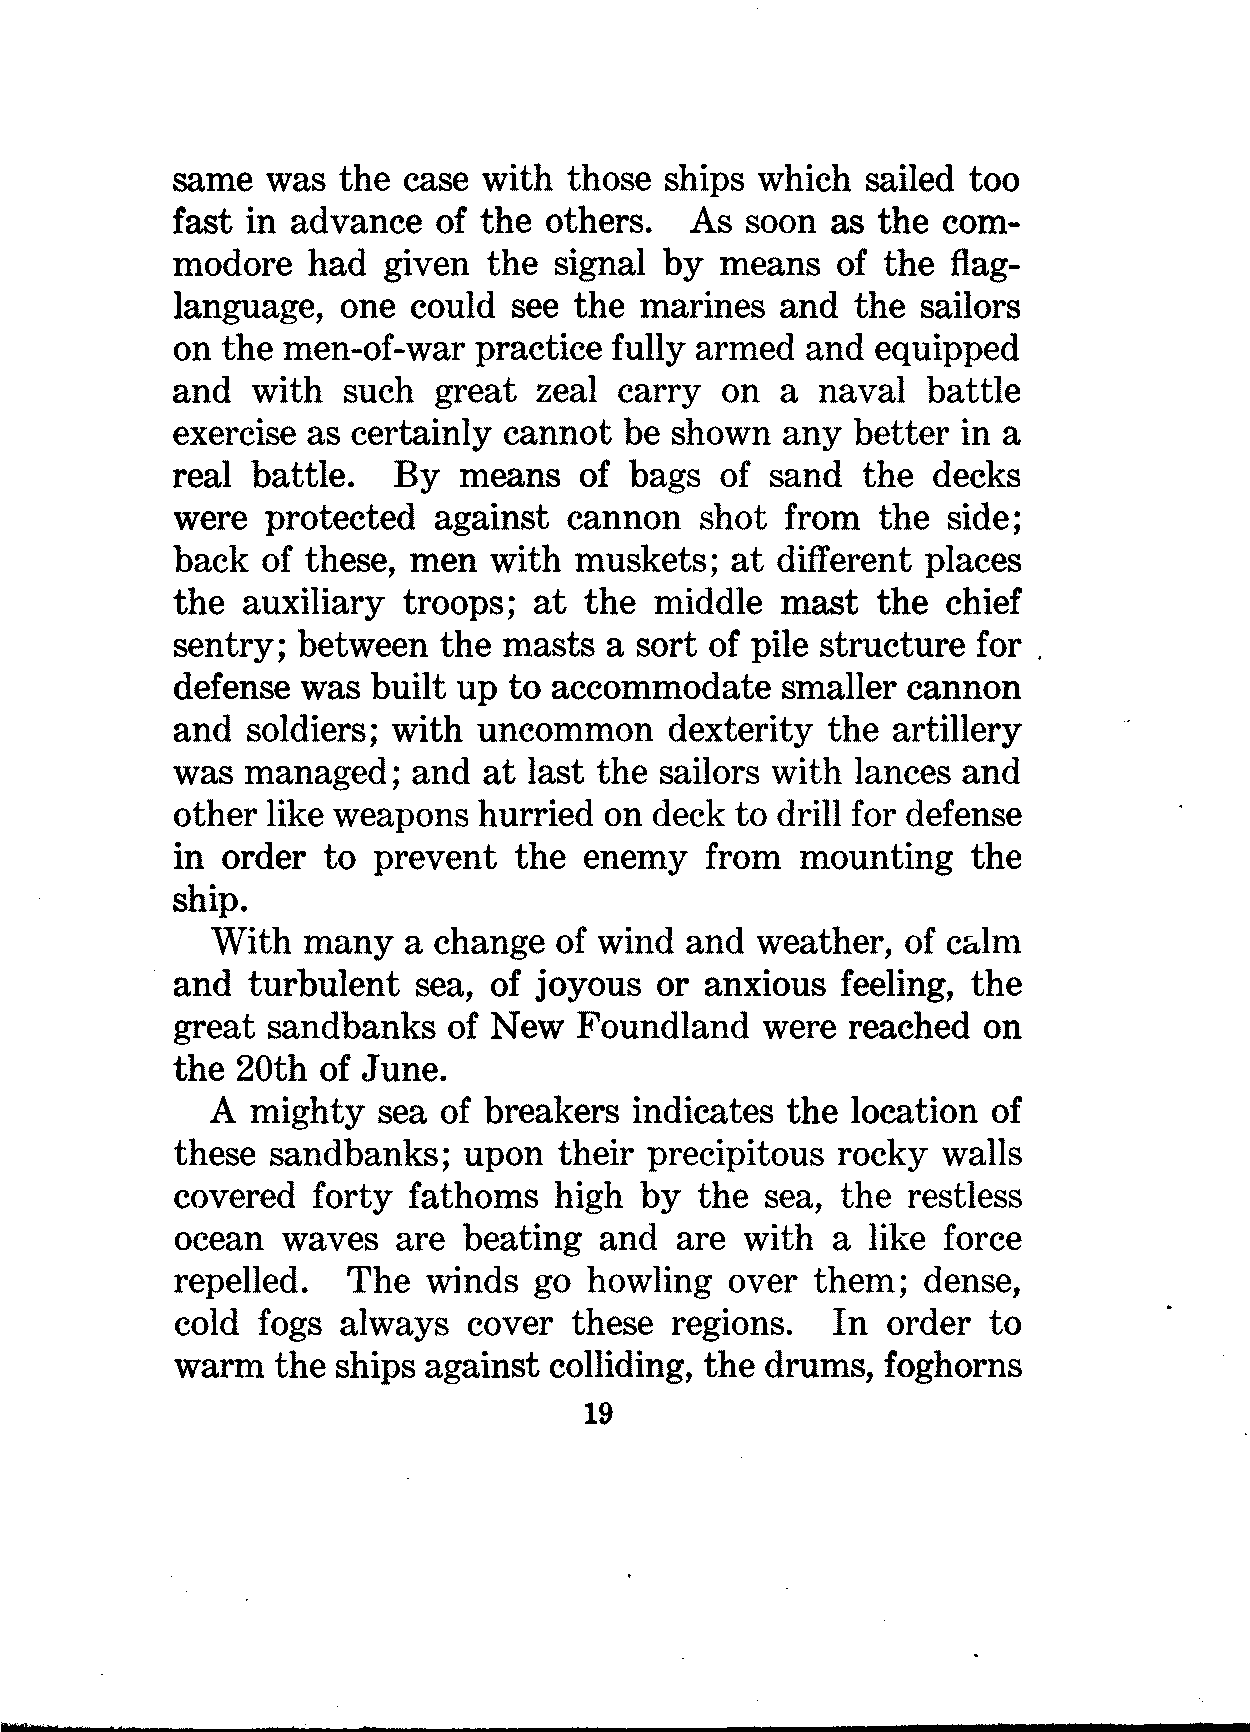 same was the case with those ships which sailed too
fast in advance of the others. As soon as the com-
modore had given the signal by means of the flag-
language, one could see the marines and the sailors
on the men-of-war practice fully armed and equipped
and with such great zeal carry on a naval battle
exercise as certainly cannot be shown any better in a
real battle. By means of bags of sand the decks
were protected against cannon shot from the side;
back of these, men with muskets; at different places
the auxiliary troops; at the middle mast the chief
sentry; between the masts a sort of pile structure for
defense was built up to accommodate smaller cannon
and soldiers; with uncommon dexterity the artillery
was managed; and at last the sailors with lances and
other like weapons hurried on deck to drill for defense
in order to prevent the enemy from mounting the
ship.
With many a change of wind and weather, of calm
and turbulent sea, of joyous or anxious feeling, the
great sandbanks of New Foundland were reached on
the 20th of June.
A mighty sea of breakers indicates the location of
these sandbanks; upon their precipitous rocky walls
covered forty fathoms high by the sea, the restless
ocean waves are beating and are with a like force
repelled. The winds go howling over them; dense,
cold fogs always cover these regions. In order to
warm the ships against colliding, the drums, foghorns
19